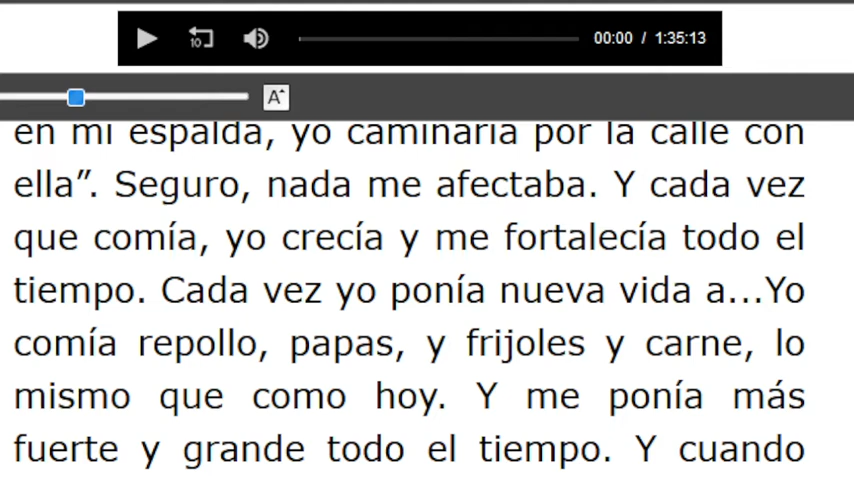 10
00:00 / 1:35:13
A
en mi espalda, yo caminaría por la calle con
ella”. Seguro, nada me afectaba. Y cada vez
que comía, yo crecía y me fortalecía todo el
tiempo. Cada vez yo ponía nueva vida a...Yo
comía repollo, papas, y frijoles y carne, lo
mismo que como hoy. Y me ponía más
fuerte y grande todo el tiempo. Y cuando